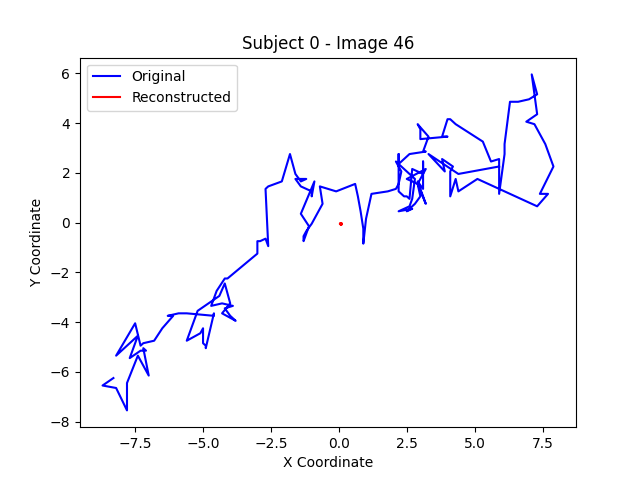 Subject 0 - Image 46
Original
Reconstructed
6
4
2
0
−2
−4
−6
−8
Y Coordinate
−7.5 −5.0 −2.5 0.0 2.5 5.0 7.5
X Coordinate